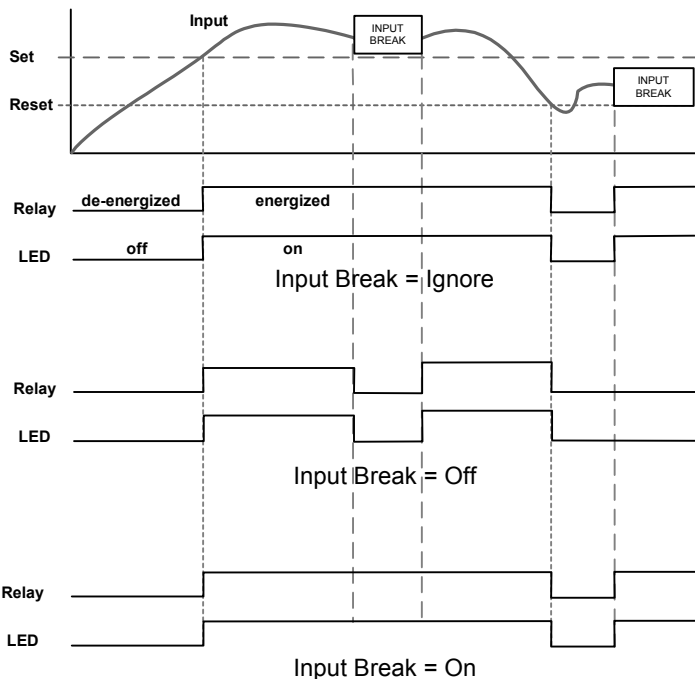 Input
INPUT
BREAK
Set
INPUT
BREAK
Reset
Relay
de-energized
energized
LED
off
on
Input Break = Ignore
Relay
LED
Input Break = Off
Relay
LED
Input Break = On